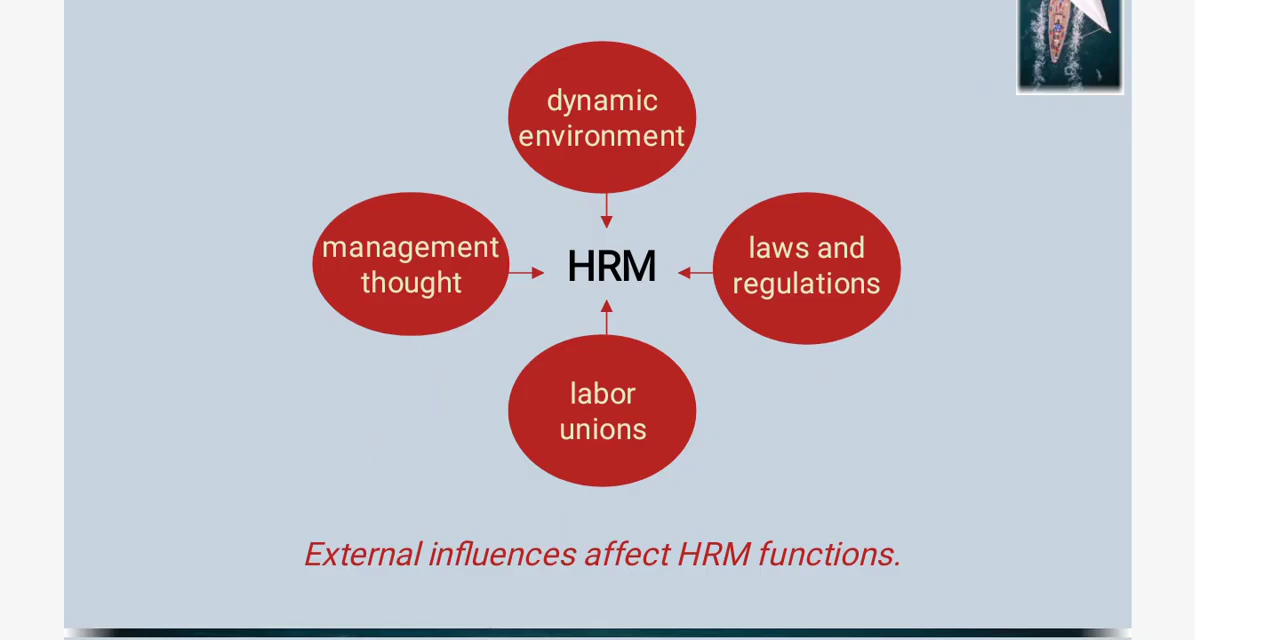 dynamic
environment
management
thought
HRM
laws and
regulations
labor
unions
External influences affect HRM functions.